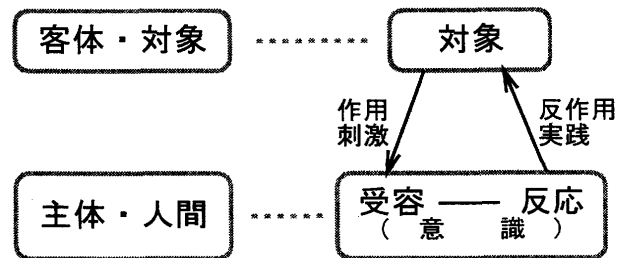 客体・対象
対象
作用
刺激
反作用
実践
主体・人間
受容 ── 反応
（ 意 識 ）